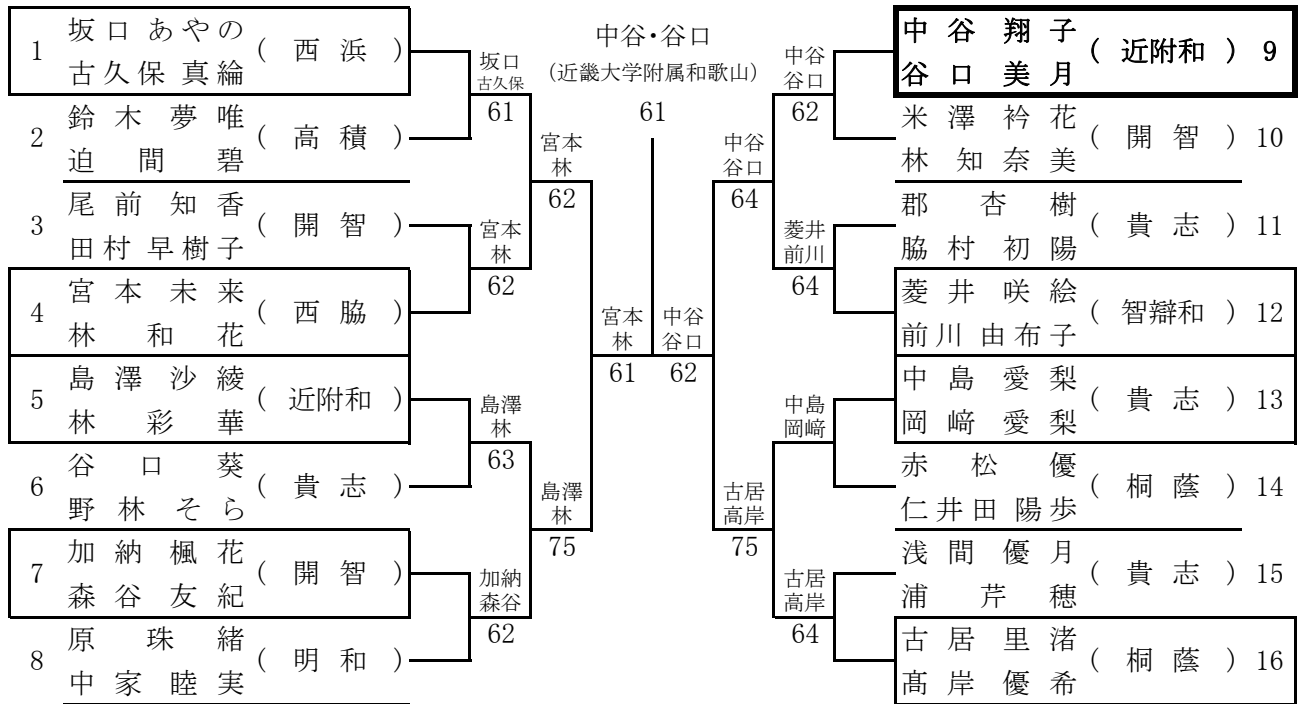 1 坂口 あやの 古久保 真綸 ( 西 浜 )
2 鈴 木 夢 唯 迫 間 碧 ( 高 積 )
3 尾 前 知 香 田 村 早 樹 子 ( 開 智 )
4 宮 本 未 来 林 和 花 ( 西 脇 )
5 島 澤 沙 綾 林 彩 華 ( 近附和 )
6 谷 口 葵 野 林 そ ら ( 貴 志 )
7 加 納 楓 花 森 谷 友 紀 ( 開 智 )
8 原 珠 緒 中 家 睦 実 ( 明 和 )
坂口
古久保
61
宮本
林
62
島澤
林
63
加納
森谷
62
宮本
林
62
島澤
林
75
宮本
林
61
中谷・谷口
(近畿大学附属和歌山)
61
中谷
谷口
62
中谷
谷口
64
古居
高岸
75
中谷
谷口
62
菱井
前川
64
中島
岡﨑
古居
高岸
64
中 谷 翔 子 谷 口 美 月 ( 近附和 ) 9
米 澤 衿 花 林 知 奈 美 ( 開 智 ) 10
郡 杏 樹 脇 村 初 陽 ( 貴 志 ) 11
菱 井 咲 絵 前川 由布子 ( 智辯和 ) 12
中 島 愛 梨 岡 﨑 愛 梨 ( 貴 志 ) 13
赤 松 優 仁井田 陽歩 ( 桐 蔭 ) 14
浅 間 優 月 浦 芹 穂 ( 貴 志 ) 15
古 居 里 渚 髙 岸 優 希 ( 桐 蔭 ) 16